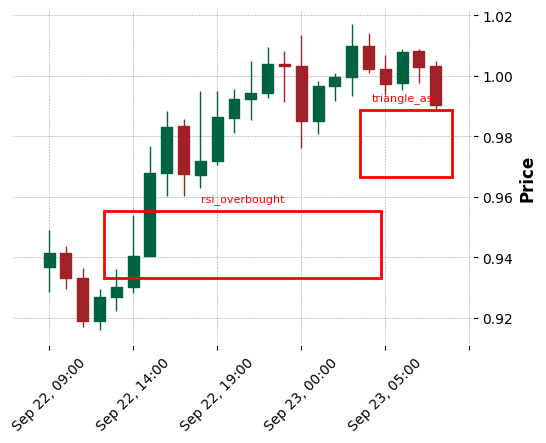 1.02
1.00
triangle_asc
0.98
Price
0.96
rsi_overbought
0.94
0.92
Sep 22, 09:00
Sep 22, 14:00
Sep 22, 19:00
Sep 23, 00:00
Sep 23, 05:00